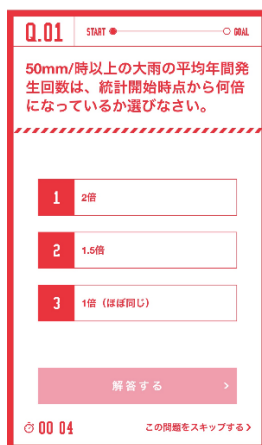 Q.01 START GOAL
50mm/時以上の大雨の平均年間発
生回数は、統計開始時点から何倍
になっているか選びなさい。
1 2倍
2 1.5倍
3 1倍（ほぼ同じ）
解答する >
00 04 この問題をスキップする >